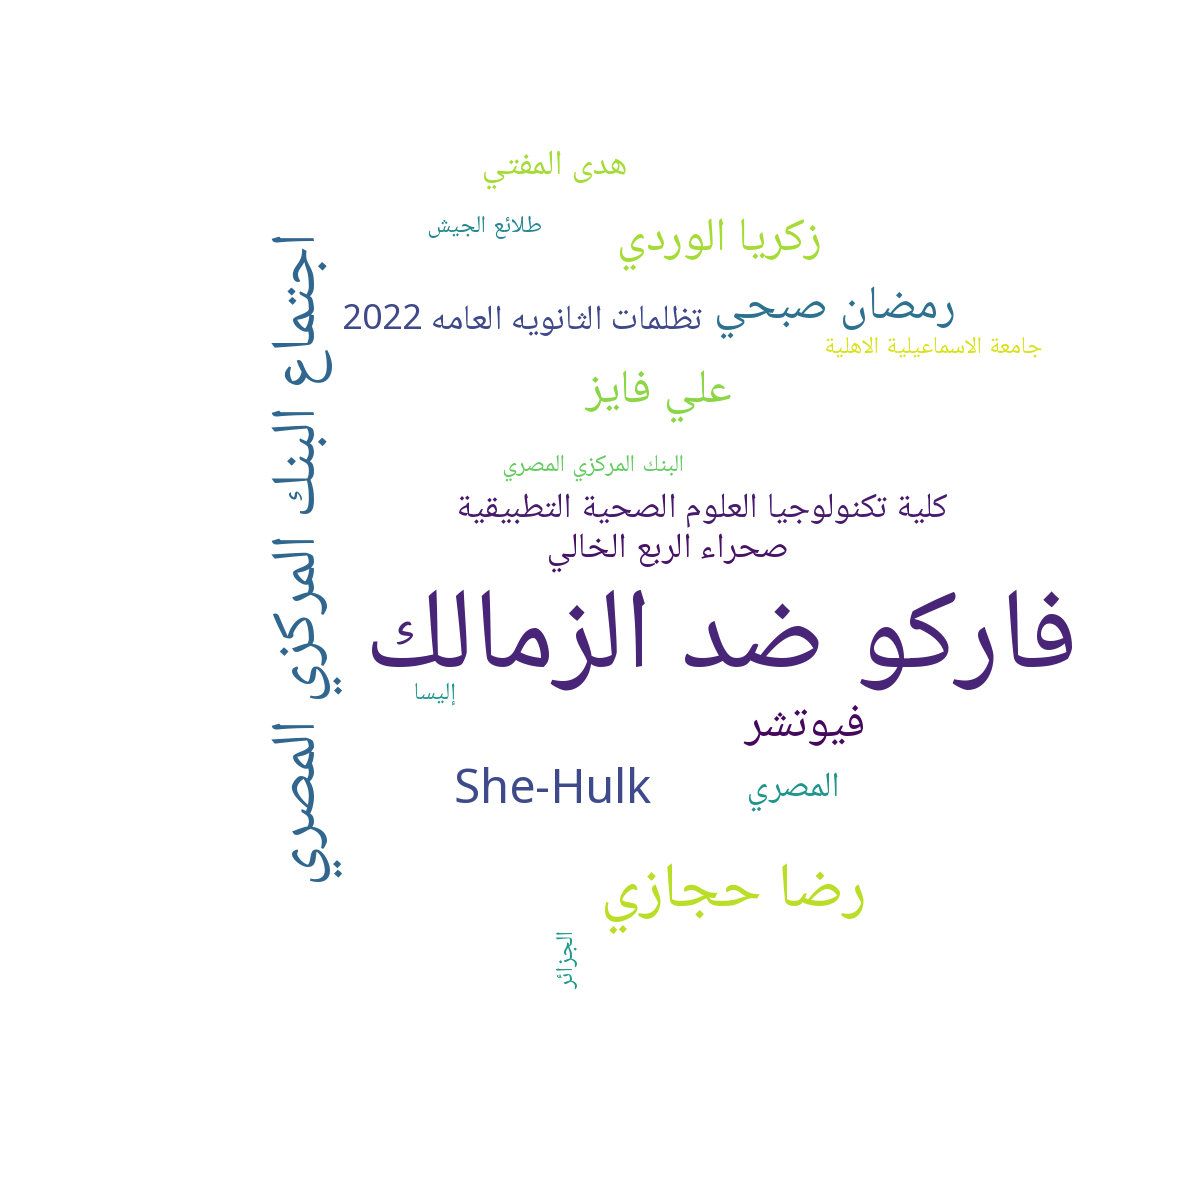 هدى المفتي
طلائع الجيش
زكريا الوردي
رمضان صبحي
تظلمات الثانويه العامه 2022
جامعة الاسماعيلية الاهلية
علي فايز
البنك المركزي المصري
كلية تكنولوجيا العلوم الصحية التطبيقية
صحراء الربع الخالي
فاركو ضد الزمالك
إليسا
فيوتشر
المصري
She-Hulk
رضا حجازي
الجزائر
اجتماع البنك المركزي المصري